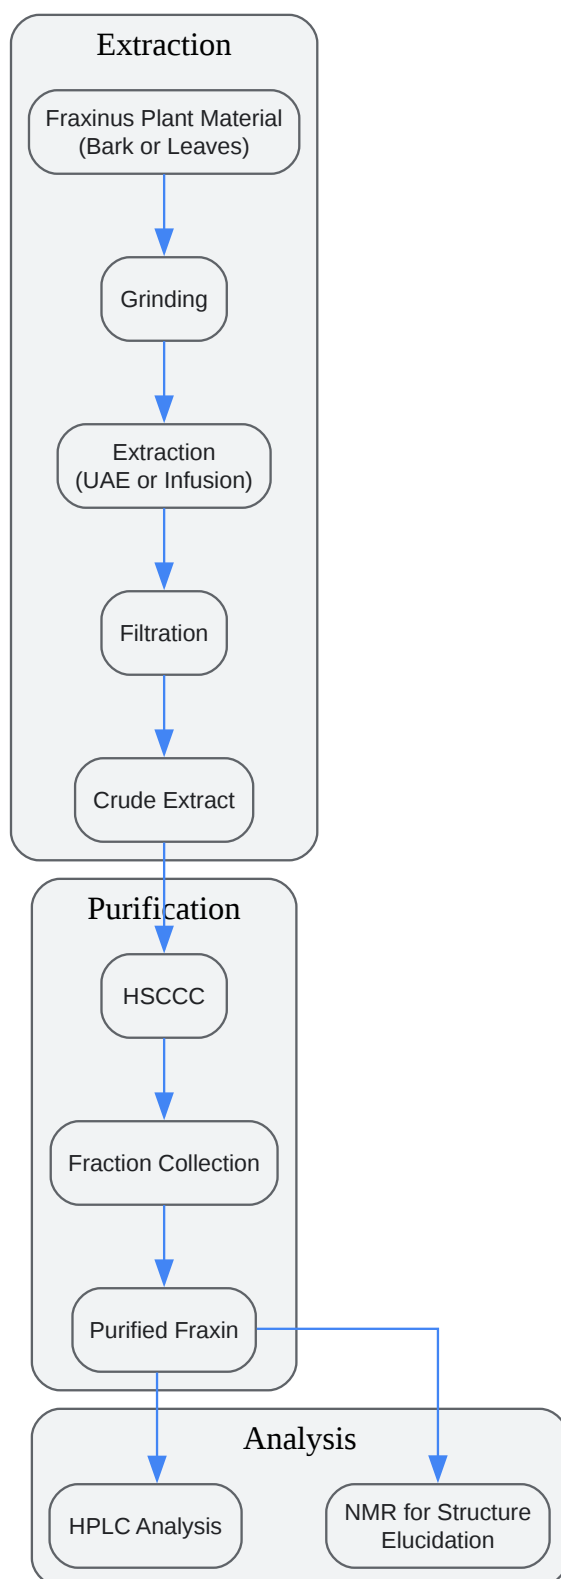 Extraction
Fraxinus Plant Material
(Bark or Leaves)
Grinding
Extraction
(UAE or Infusion)
Filtration
Crude Extract
Purification
HSCCC
Fraction Collection
Purified Fraxin
Analysis
HPLC Analysis
NMR for Structure
Elucidation